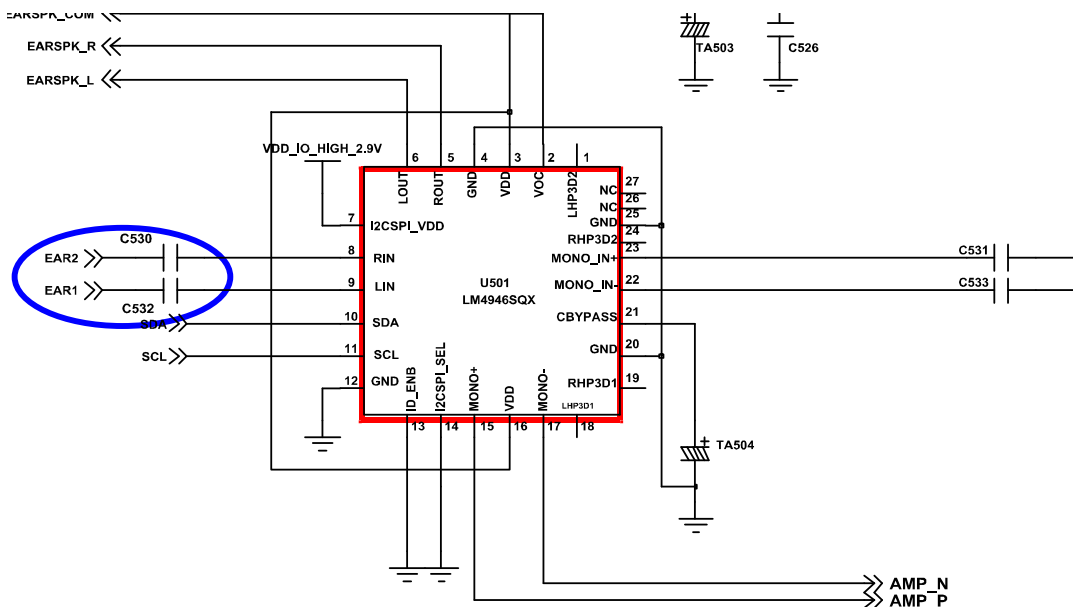 EARSPK_COM
EARSPK_R
EARSPK_L
TA503
C526
VDD_IO_HIGH_2.9V
6
5
4
3
2
1
LOUT
ROUT
GND
VDD
VOC
LHP3D2
7
I2CSPI_VDD
27
NC
26
NC
25
GND
24
RHP3D2
23
MONO_IN+
C531
22
MONO_IN-
C533
21
CBYPASS
20
GND
19
RHP3D1
EAR2
C530
8
RIN
EAR1
C532
9
LIN
U501
LM4946SQX
SDA
10
SDA
SCL
11
SCL
12
GND
ID_ENB
I2CSPI_SEL
MONO+
VDD
MONO-
LHP3D1
13
14
15
16
17
18
TA504
AMP_N
AMP_P